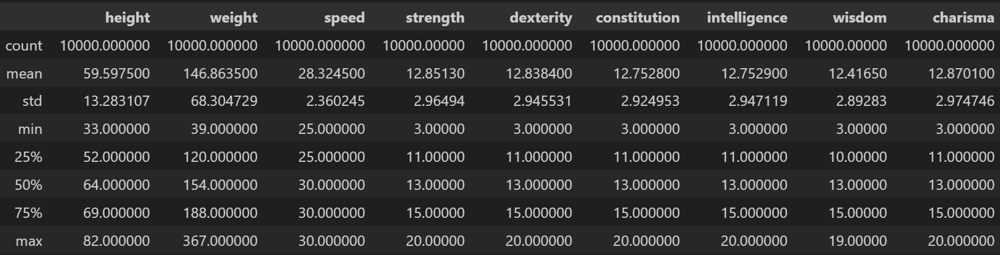 height weight speed strength dexterity constitution intelligence wisdom charisma
count 10000.000000 10000.000000 10000.000000 10000.00000 10000.000000 10000.000000 10000.000000 10000.00000 10000.000000
mean 59.597500 146.863500 28.324500 12.85130 12.838400 12.752800 12.752900 12.41650 12.870100
std 13.283107 68.304729 2.360245 2.96494 2.945531 2.924953 2.947119 2.89283 2.974746
min 33.000000 39.000000 25.000000 3.00000 3.000000 3.000000 3.000000 3.00000 3.000000
25% 52.000000 120.000000 25.000000 11.00000 11.000000 11.000000 11.000000 10.00000 11.000000
50% 64.000000 154.000000 30.000000 13.00000 13.000000 13.000000 13.000000 13.00000 13.000000
75% 69.000000 188.000000 30.000000 15.00000 15.000000 15.000000 15.000000 15.00000 15.000000
max 82.000000 367.000000 30.000000 20.00000 20.000000 20.000000 20.000000 19.00000 20.000000